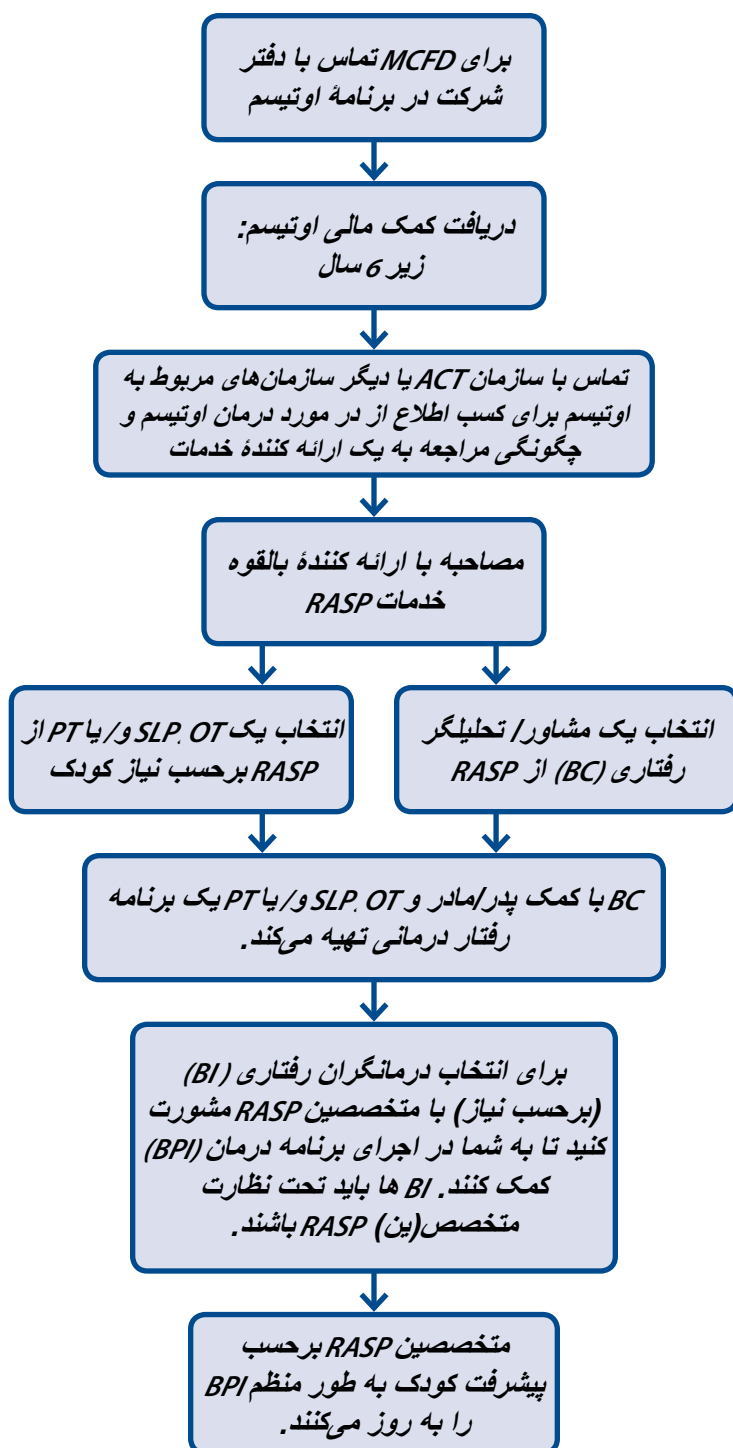 تماس با دفتر MCFD برای
شرکت در برنامهٔ اوتیسم
دریافت کمک مالی اوتیسم:
زیر 6 سال
تماس با سازمان ACT یا دیگر سازمان‌های مربوط به
اوتیسم برای کسب اطلاع از در مورد درمان اوتیسم و
چگونگی مراجعه به یک ارائه کنندهٔ خدمات
مصاحبه با ارائه کنندهٔ بالقوه
خدمات RASP
انتخاب یک مشاور/ تحلیلگر
رفتاری (BC) از RASP
انتخاب یک SLP, OT و/ یا PT از
RASP برحسب نیاز کودک
BC با کمک پدر/مادر و SLP, OT و/ یا PT یک برنامه
رفتار درمانی تهیه می‌کند.
برای انتخاب درمانگران رفتاری (BI)
(برحسب نیاز) با متخصصین RASP مشورت
کنید تا به شما در اجرای برنامه درمان (BPI)
کمک کنند. BI ها باید تحت نظارت
متخصص(ین) RASP باشند.
متخصصین RASP برحسب
پیشرفت کودک به طور منظم BPI
را به روز می‌کنند.